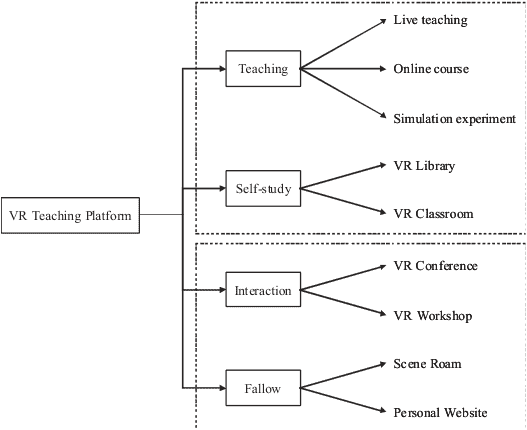 VR Teaching Platform
Teaching
Live teaching
Online course
Simulation experiment
Self-study
VR Library
VR Classroom
Interaction
VR Conference
VR Workshop
Fallow
Scene Roam
Personal Website